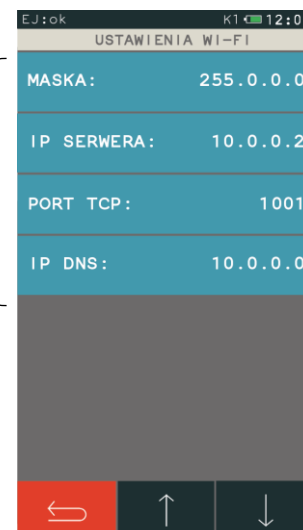 EJ:ok K1 12:0
USTAWIENIA WI-FI
MASKA: 255.0.0.0
IP SERWERA: 10.0.0.2
PORT TCP: 1001
IP DNS: 10.0.0.0